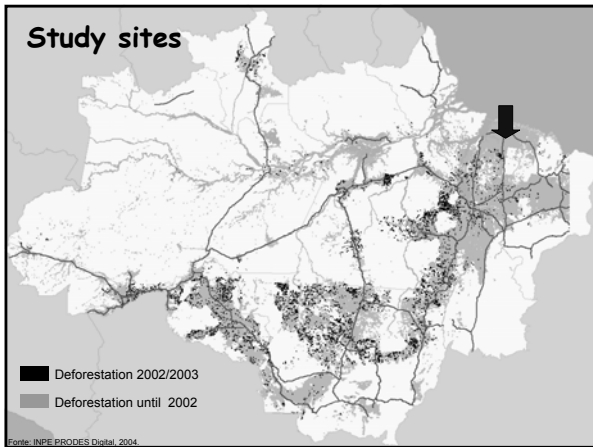 Study sites
Deforestation 2002/2003
Deforestation until 2002
Fonte: INPE PRODES Digital, 2004.